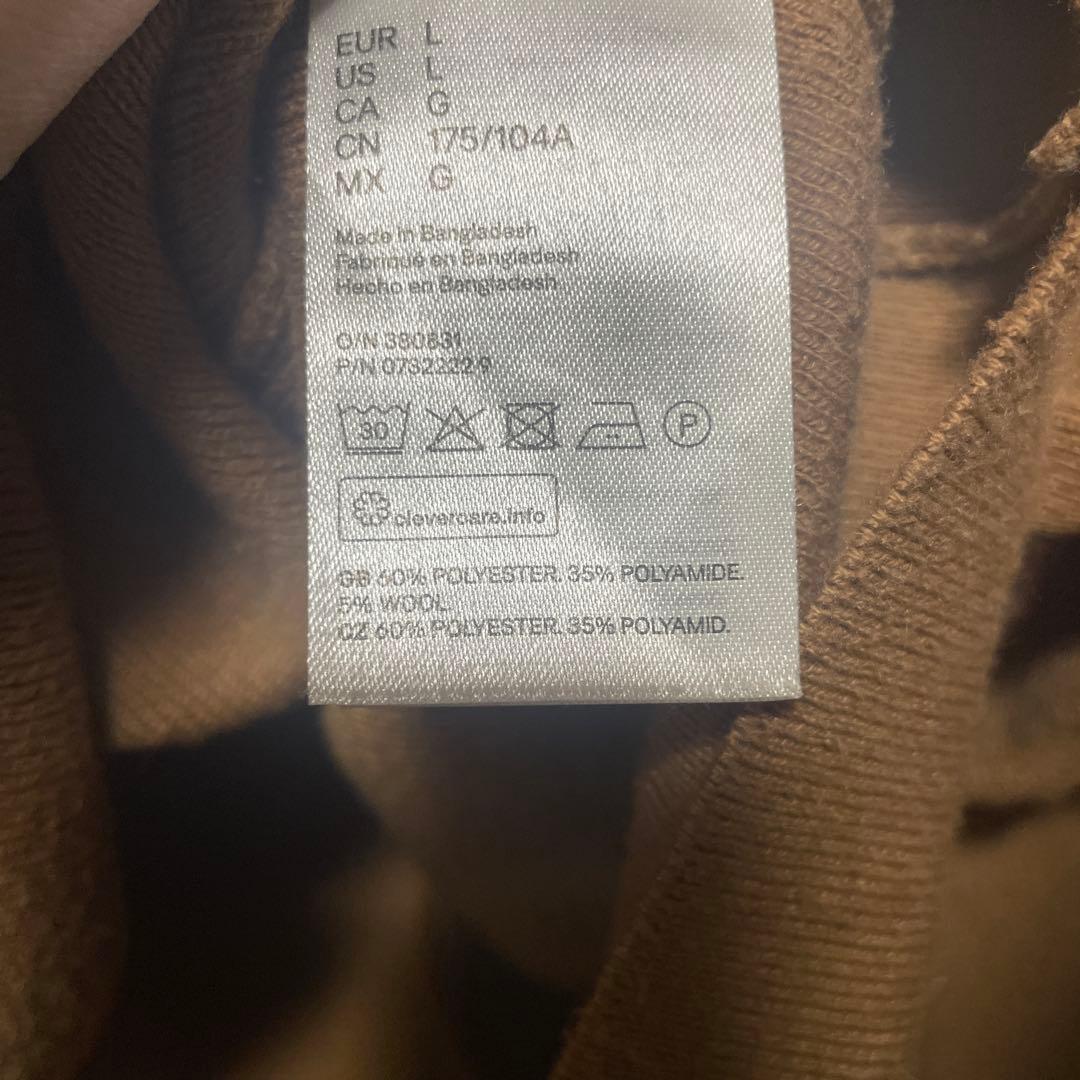 EUR L
US L
CA G
CN 175/104A
MX G
Made in Bangladesh
Fabriqué en Bangladesh
Hecho en Bangladesh
O/N 380831
P/N 0732222.9
30
P
clevercare.info
GB 60% POLYESTER. 35% POLYAMIDE.
5% WOOL.
CZ 60% POLYESTER. 35% POLYAMID.